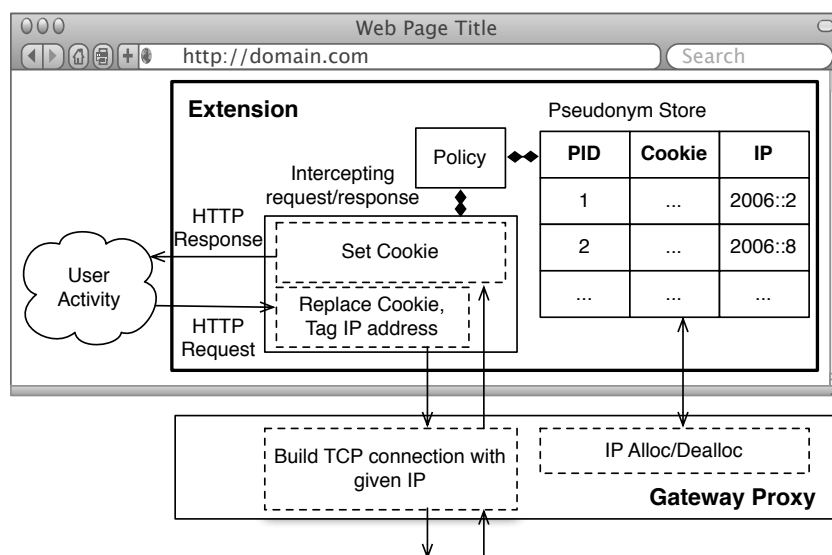 Web Page Title
http://domain.com
Search
Extension
Pseudonym Store
Policy
PID Cookie IP
1 ... 2006::2
2 ... 2006::8
... ... ...
Intercepting
request/response
HTTP
Response
Set Cookie
User
Activity
Replace Cookie,
Tag IP address
HTTP
Request
Build TCP connection with
given IP
IP Alloc/Dealloc
Gateway Proxy